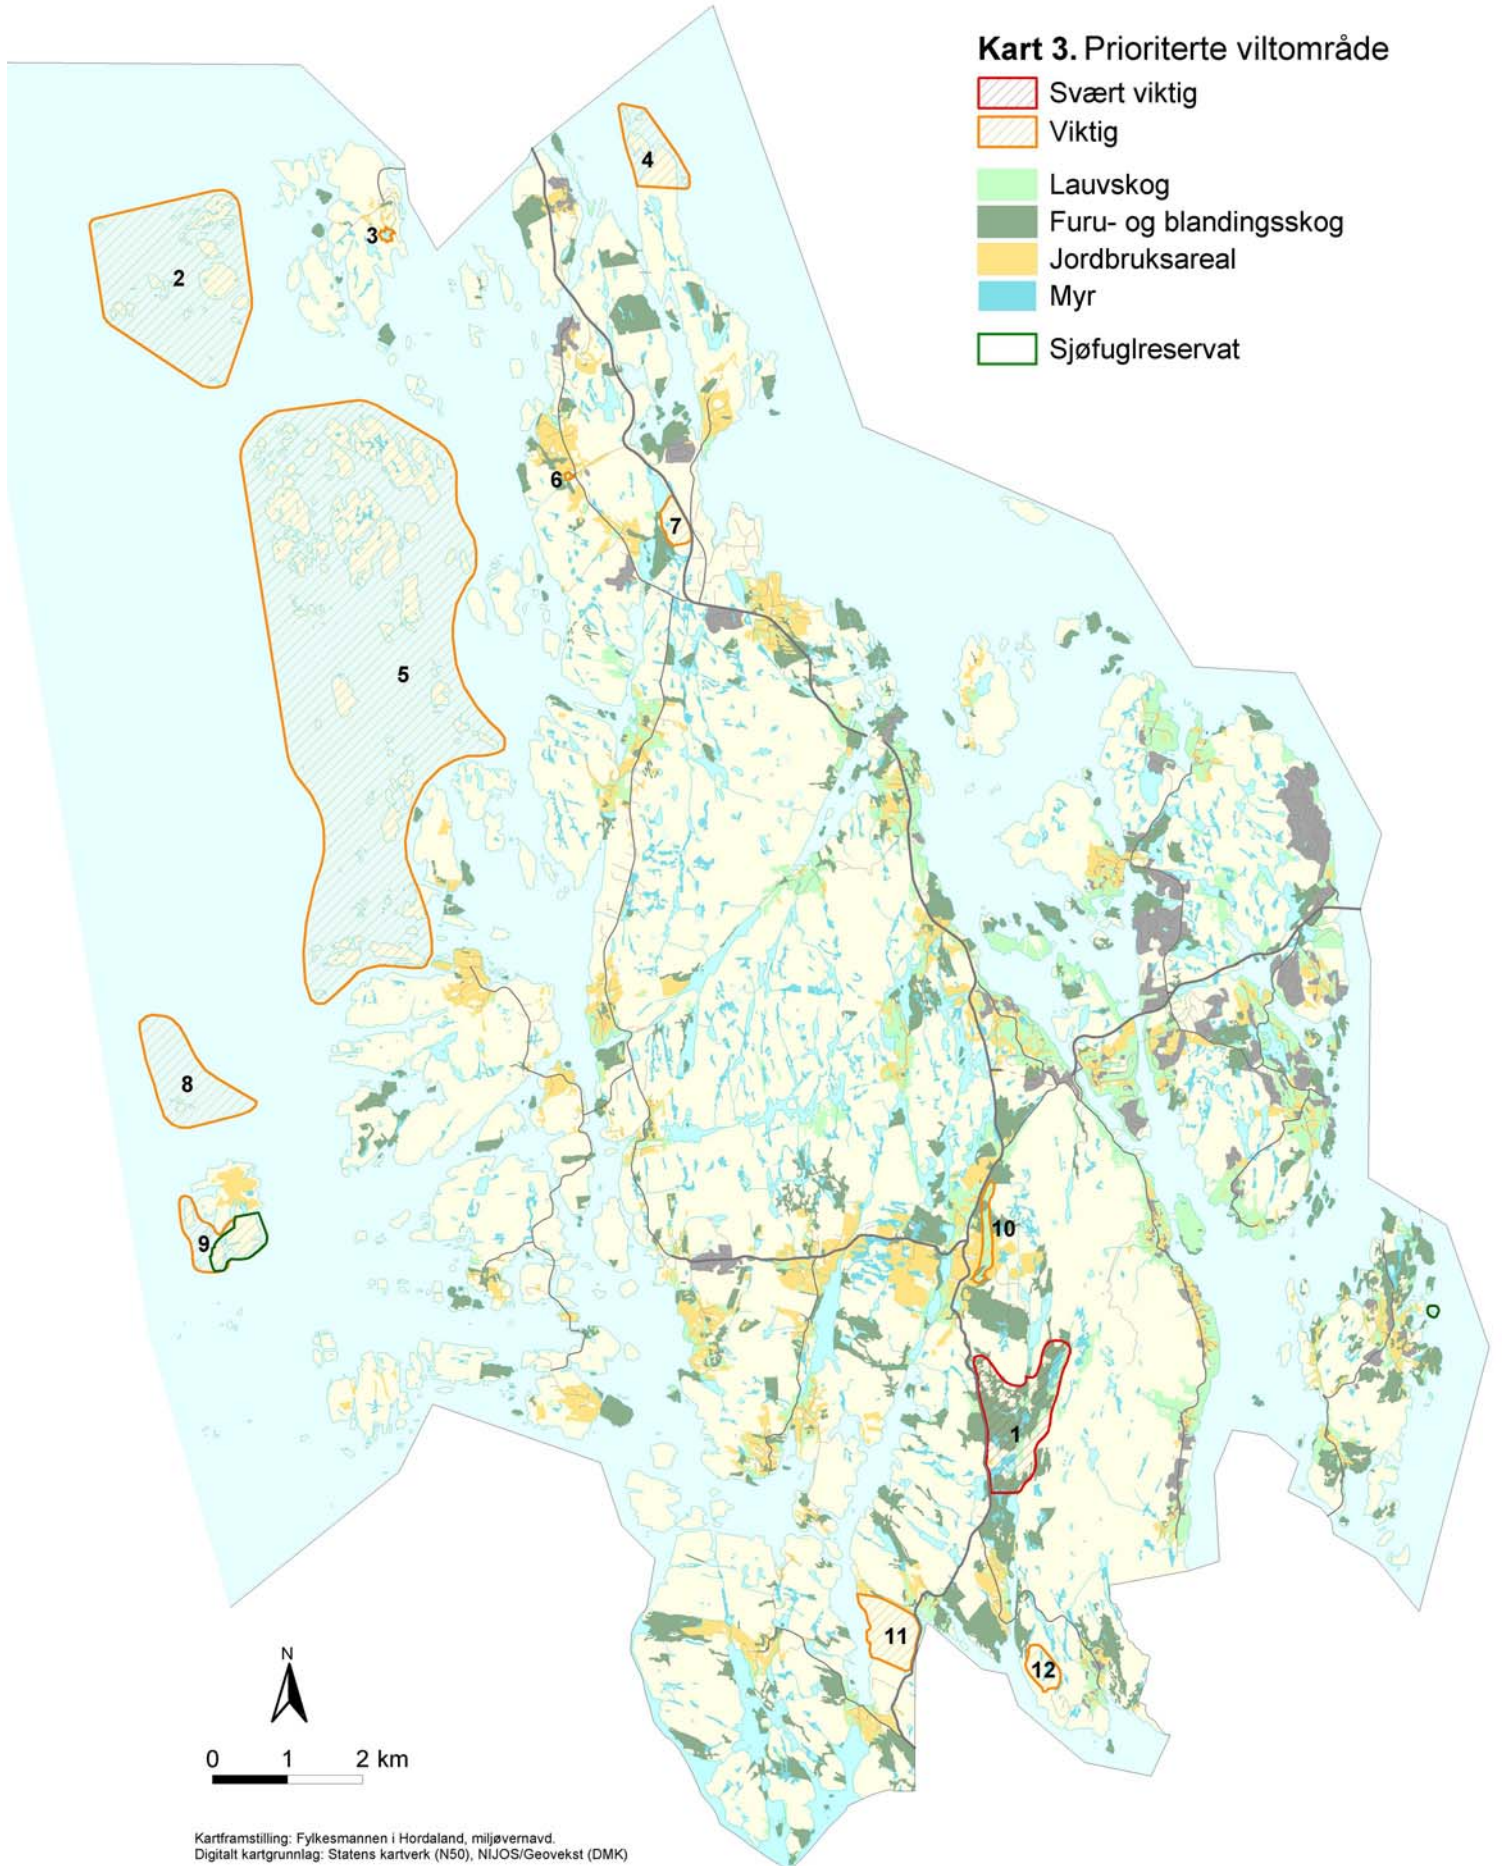 Kart 3. Prioriterte viltområde
Svært viktig
Viktig
Lauvskog
Furu- og blandingsskog
Jordbruksareal
Myr
Sjøfuglreservat
4
3
2
6
7
5
8
9
10
1
11
12
N
0 1 2 km
Kartframstilling: Fylkesmannen i Hordaland, miljøvernavd.
Digitalt kartgrunnlag: Statens kartverk (N50), NIJOS/Geovekst (DMK)